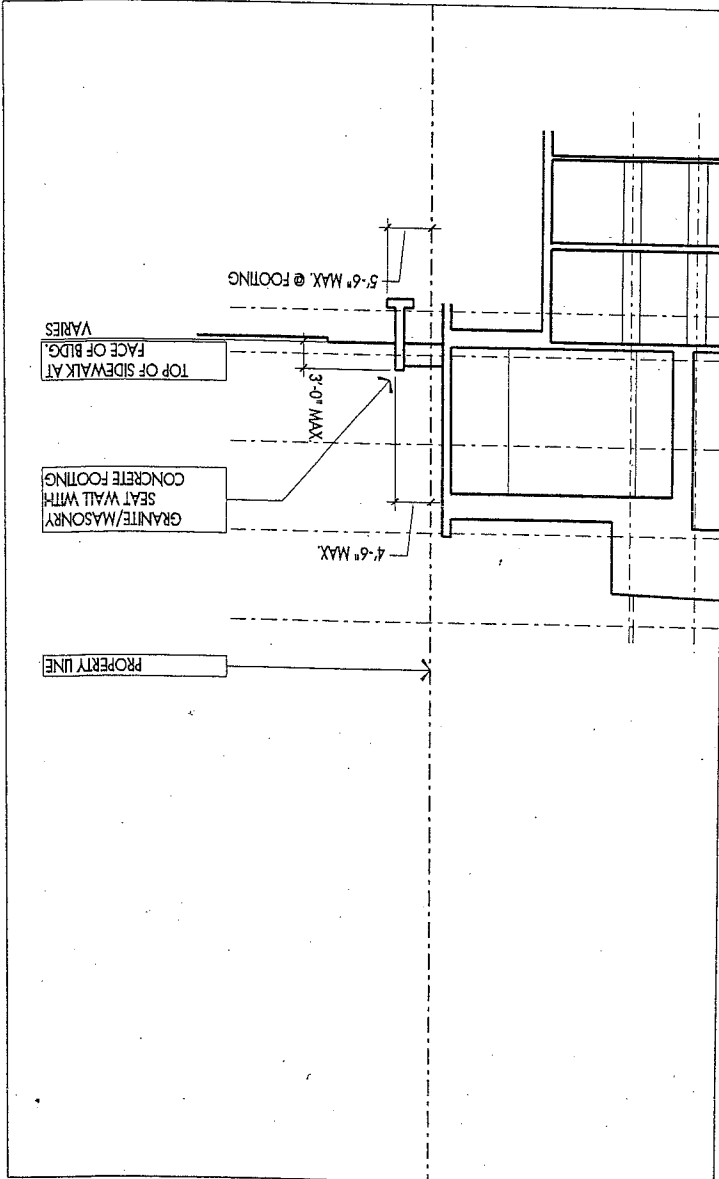 PROPERTY LINE
4'-6" MAX.
GRANITE/MASONRY
SEAT WALL WITH
CONCRETE FOOTING
3'-0" MAX.
TOP OF SIDEWALK AT
FACE OF BLDG.
VARIES
5'-6" MAX. @ FOOTING